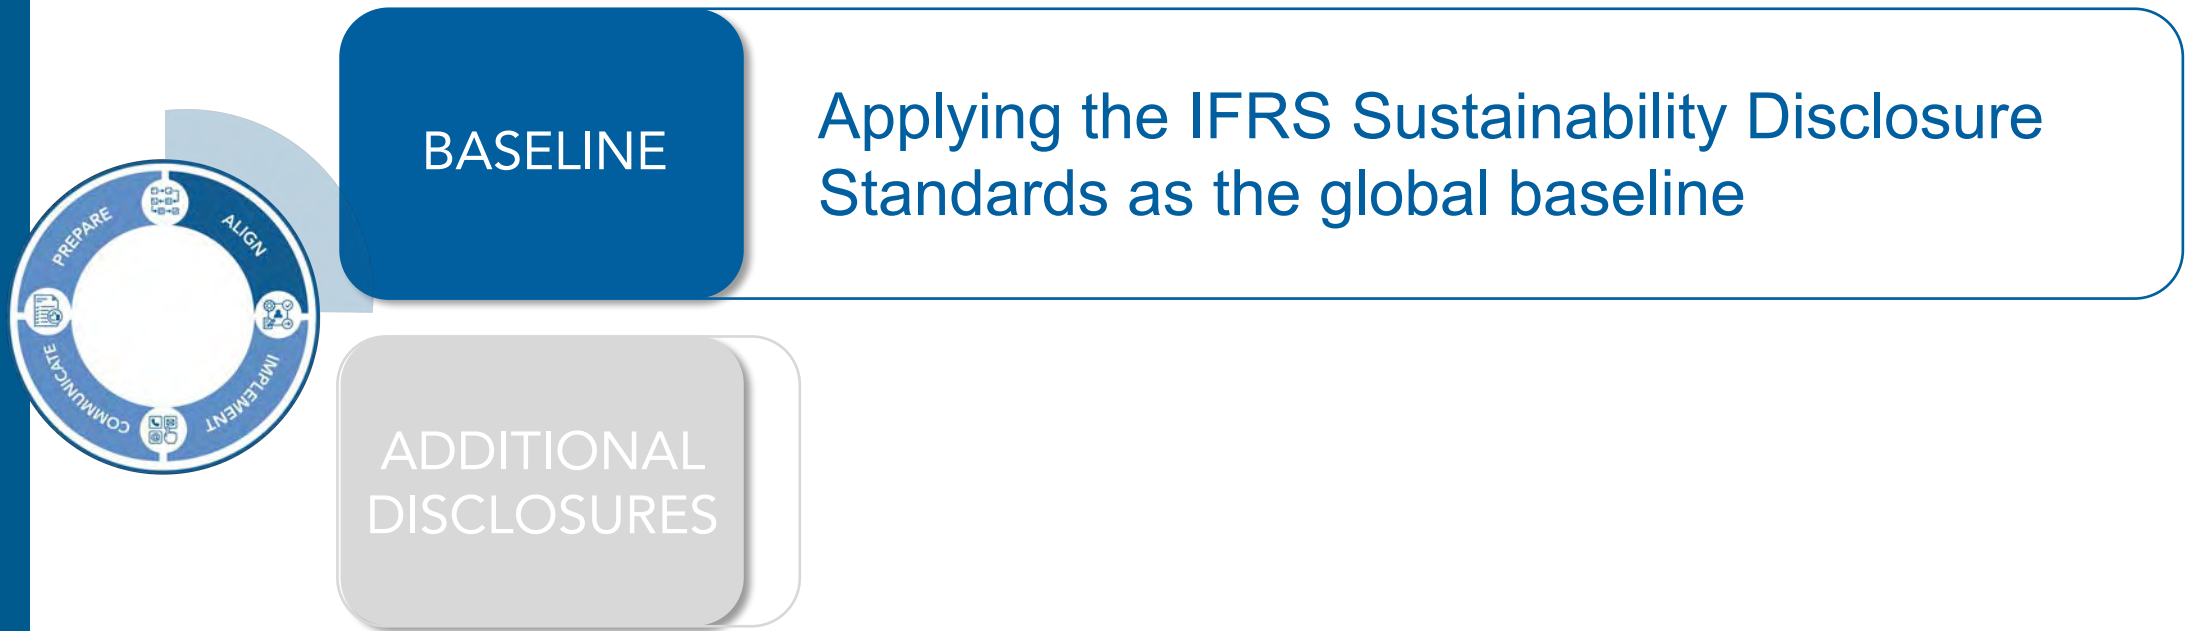 BASELINE
Applying the IFRS Sustainability Disclosure
Standards as the global baseline
PREPARE
ALIGN
COMMUNICATE
IMPLEMENT
ADDITIONAL
DISCLOSURES